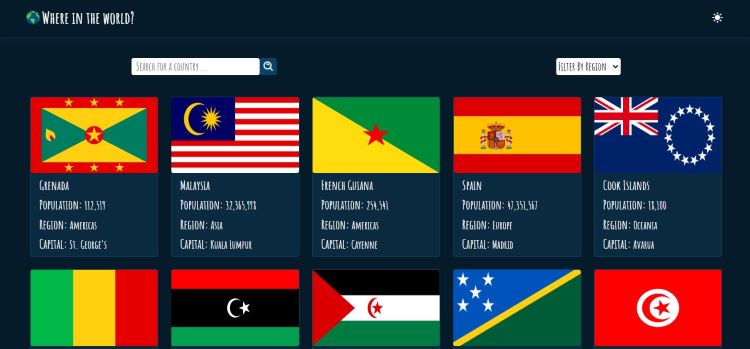 Where in the world?
Search for a country...
Filter By Region
Grenada
Population: 112,519
Region: Americas
Capital: St. George's
Malaysia
Population: 32,365,998
Region: Asia
Capital: Kuala Lumpur
French Guiana
Population: 254,541
Region: Americas
Capital: Cayenne
Spain
Population: 47,351,567
Region: Europe
Capital: Madrid
Cook Islands
Population: 18,100
Region: Oceania
Capital: Avarua